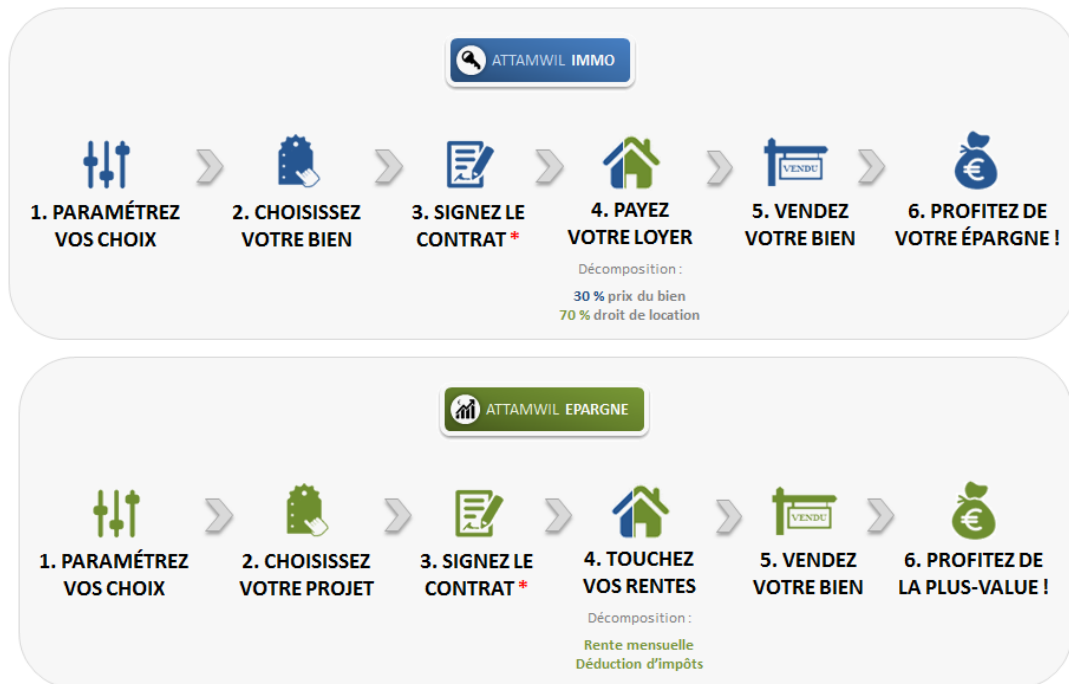 ATTAMWIL IMMO
1. PARAMÉTREZ
VOS CHOIX
2. CHOISISSEZ
VOTRE BIEN
3. SIGNEZ LE
CONTRAT *
4. PAYEZ
VOTRE LOYER
Décomposition :
30 % prix du bien
70 % droit de location
VENDU
5. VENDEZ
VOTRE BIEN
€
6. PROFITEZ DE
VOTRE ÉPARGNE !
ATTAMWIL EPARGNE
1. PARAMÉTREZ
VOS CHOIX
2. CHOISISSEZ
VOTRE PROJET
3. SIGNEZ LE
CONTRAT *
4. TOUCHEZ
VOS RENTES
Décomposition :
Rente mensuelle
Déduction d'impôts
VENDU
5. VENDEZ
VOTRE BIEN
€
6. PROFITEZ DE
LA PLUS-VALUE !